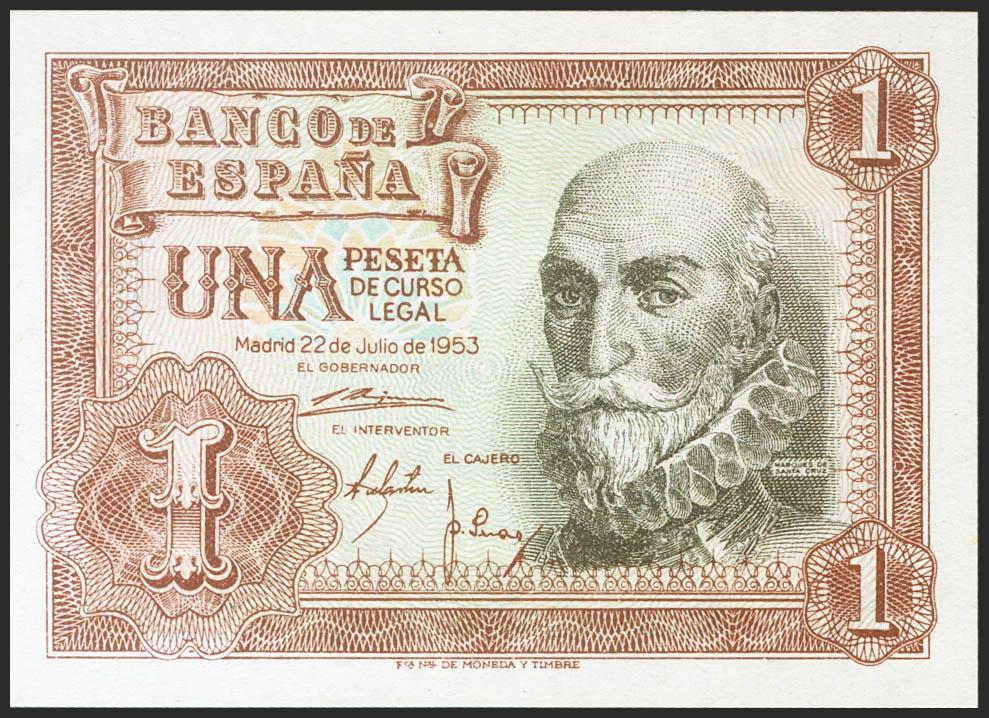 BANCO DE
ESPAÑA
UNA PESETA
DE CURSO
LEGAL
Madrid 22 de Julio de 1953
EL GOBERNADOR
EL INTERVENTOR
EL CAJERO
MARQUES DE
SANTA CRUZ
1
1
1
Fca. Nal. DE MONEDA Y TIMBRE